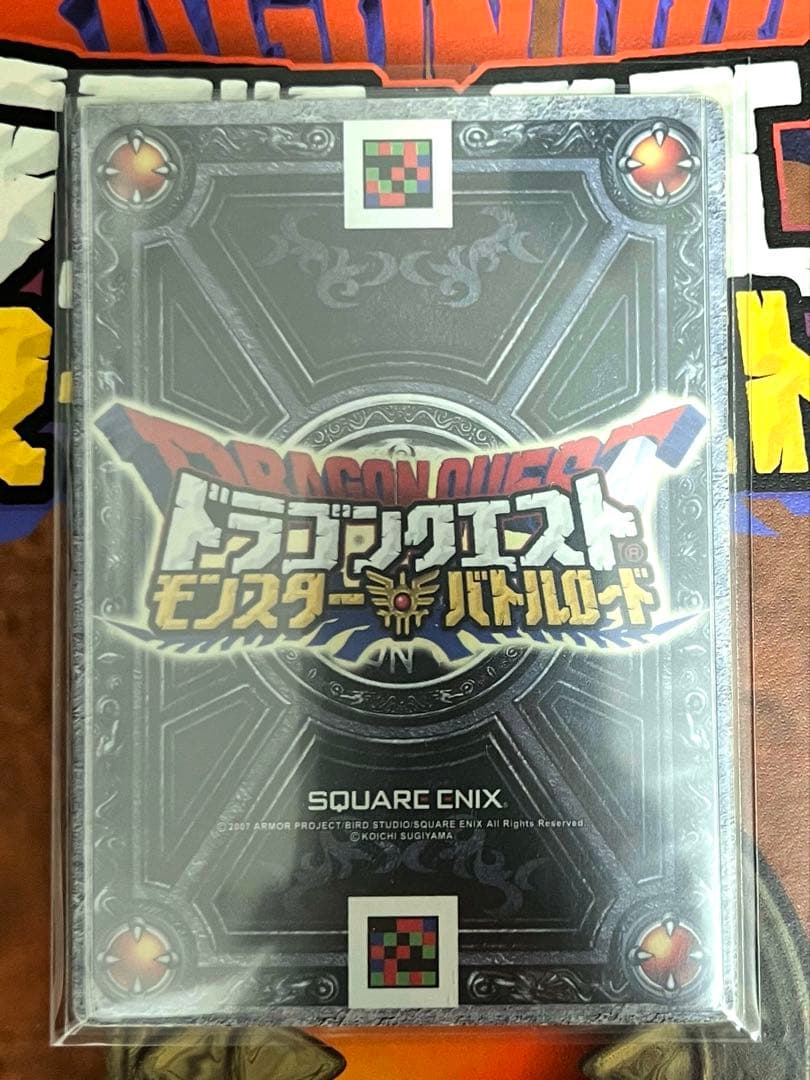 DRAGON QUEST
ドラゴンクエスト®
モンスターバトルロード
SQUARE ENIX®
©2007 ARMOR PROJECT/BIRD STUDIO/SQUARE ENIX All Rights Reserved.
©KOICHI SUGIYAMA